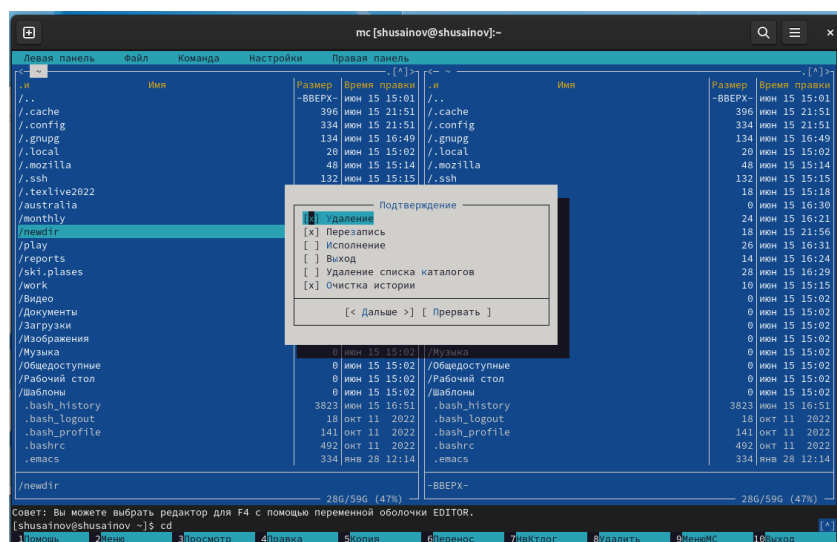 mc [shusainov@shusainov]:~
Левая панель Файл Команда Настройки Правая панель
<- ~ .[^]> <- ~ .[^]>
.и Имя Размер Время правки .и Имя Размер Время правки
/.. -ВВЕРХ- июн 15 15:01 /.. -ВВЕРХ- июн 15 15:01
/.cache 396 июн 15 21:51 /.cache 396 июн 15 21:51
/.config 334 июн 15 21:51 /.config 334 июн 15 21:51
/.gnupg 134 июн 15 16:49 /.gnupg 134 июн 15 16:49
/.local 20 июн 15 15:02 /.local 20 июн 15 15:02
/.mozilla 48 июн 15 15:14 /.mozilla 48 июн 15 15:14
/.ssh 132 июн 15 15:15 /.ssh 132 июн 15 15:15
/.texlive2022 18 июн 15 15:18
/australia Подтверждение 0 июн 15 16:30
/monthly [x] Удаление 24 июн 15 16:21
/newdir [x] Перезапись 18 июн 15 21:56
/play [ ] Исполнение 26 июн 15 16:31
/reports [ ] Выход 14 июн 15 16:24
/ski.plases [ ] Удаление списка каталогов 28 июн 15 16:29
/work [x] Очистка истории 10 июн 15 15:15
/Видео 0 июн 15 15:02
/Документы [< Дальше >] [ Прервать ] 0 июн 15 15:02
/Загрузки 0 июн 15 15:02
/Изображения 0 июн 15 15:02
/Музыка 0 июн 15 15:02 /Музыка 0 июн 15 15:02
/Общедоступные 0 июн 15 15:02 /Общедоступные 0 июн 15 15:02
/Рабочий стол 0 июн 15 15:02 /Рабочий стол 0 июн 15 15:02
/Шаблоны 0 июн 15 15:02 /Шаблоны 0 июн 15 15:02
.bash_history 3823 июн 15 16:51 .bash_history 3823 июн 15 16:51
.bash_logout 18 окт 11 2022 .bash_logout 18 окт 11 2022
.bash_profile 141 окт 11 2022 .bash_profile 141 окт 11 2022
.bashrc 492 окт 11 2022 .bashrc 492 окт 11 2022
.emacs 334 янв 28 12:14 .emacs 334 янв 28 12:14
/newdir -ВВЕРХ-
28G/59G (47%) 28G/59G (47%)
Совет: Вы можете выбрать редактор для F4 с помощью переменной оболочки EDITOR.
[shusainov@shusainov ~]$ cd [^]
1Помощь 2Меню 3Просмотр 4Правка 5Копия 6Перенос 7НвКтлог 8Удалить 9МенюМС 10Выход